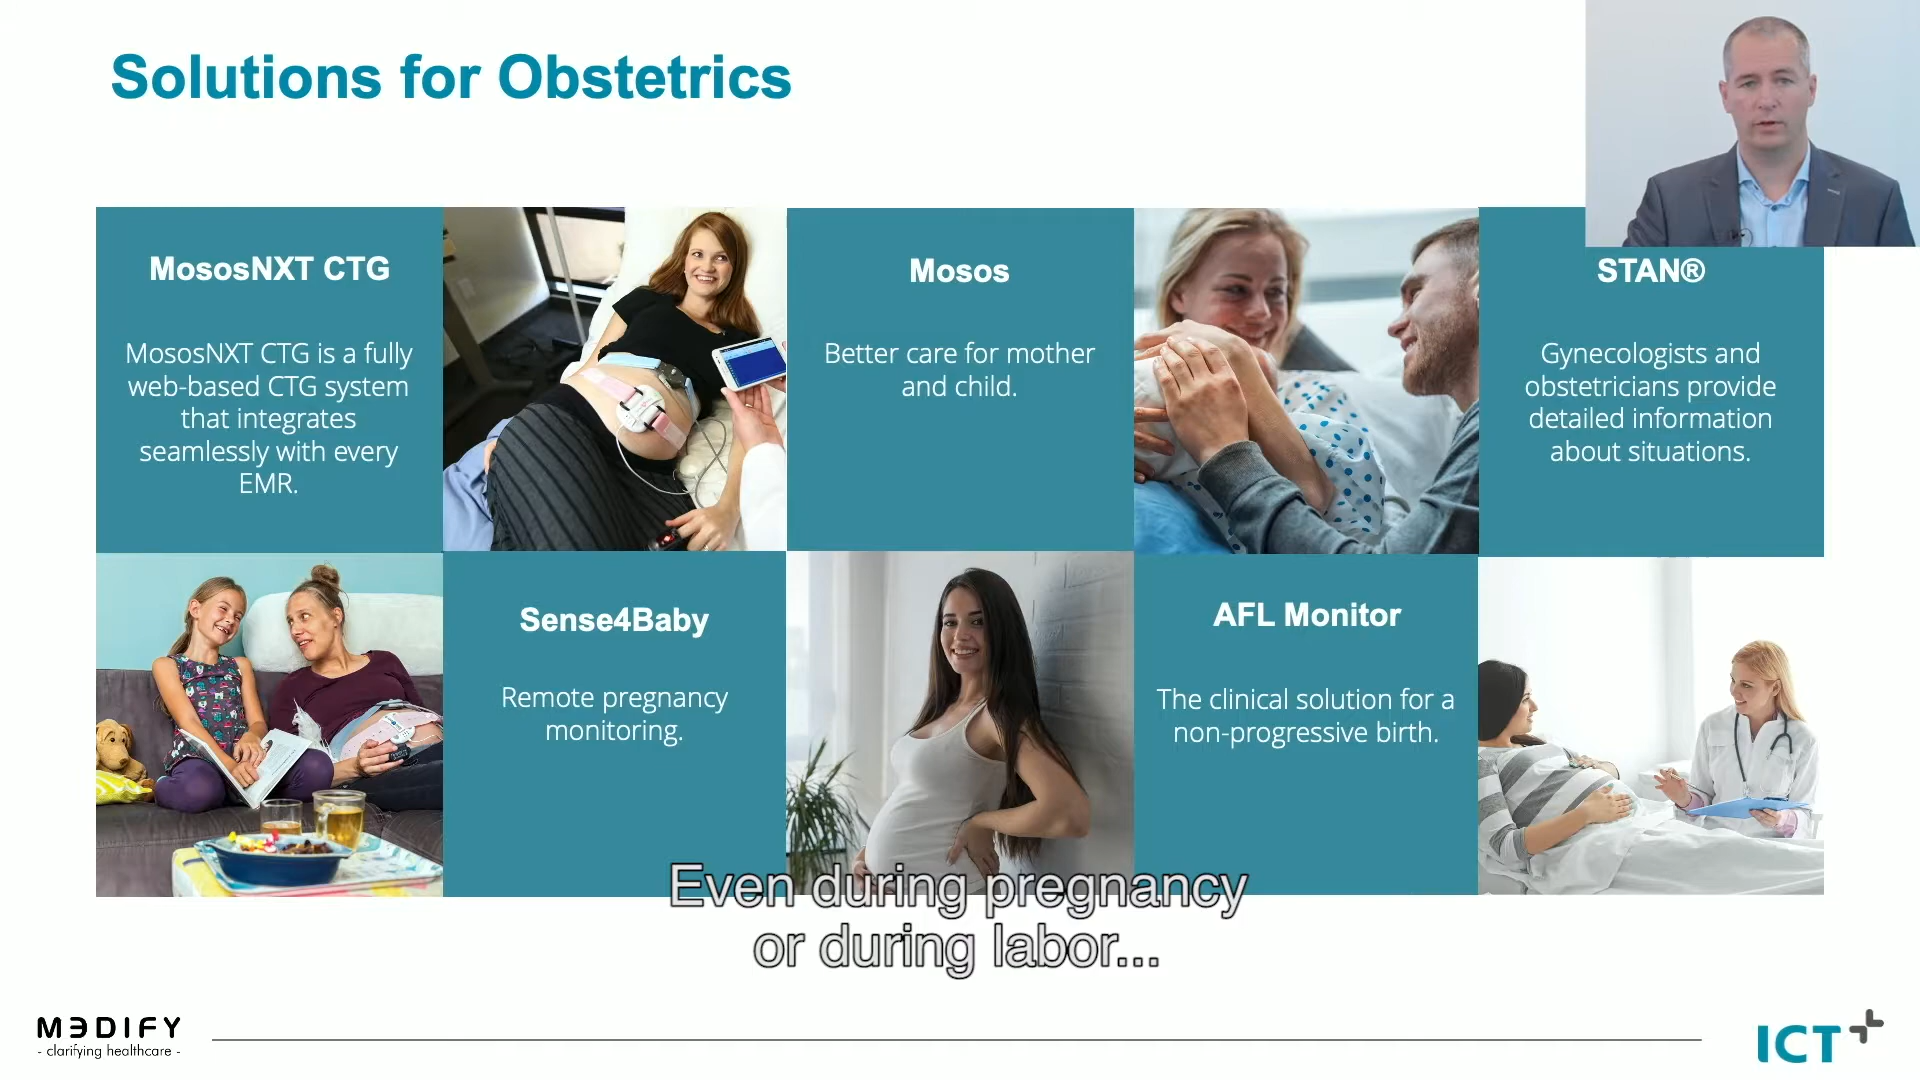 Solutions for Obstetrics
MososNXT CTG
MososNXT CTG is a fully
web-based CTG system
that integrates
seamlessly with every
EMR.
Mosos
Better care for mother
and child.
STAN®
Gynecologists and
obstetricians provide
detailed information
about situations.
Sense4Baby
Remote pregnancy
monitoring.
AFL Monitor
The clinical solution for a
non-progressive birth.
Even during pregnancy
or during labor...
MƎDIFY
- clarifying healthcare -
ICT